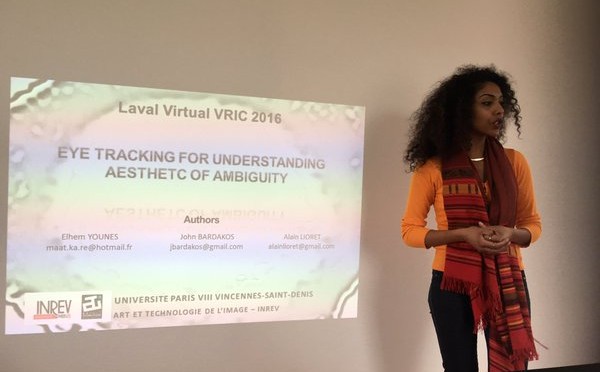 Laval Virtual VRIC 2016
EYE TRACKING FOR UNDERSTANDING
AESTHETC OF AMBIGUITY
Authors
Elhem YOUNES John BARDAKOS Alain LIORET
maat.ka.re@hotmail.fr jbardakos@gmail.com alainlioret@gmail.com
INREV
UNIVERSITE PARIS VIII VINCENNES-SAINT-DENIS
ART ET TECHNOLOGIE DE L'IMAGE – INREV